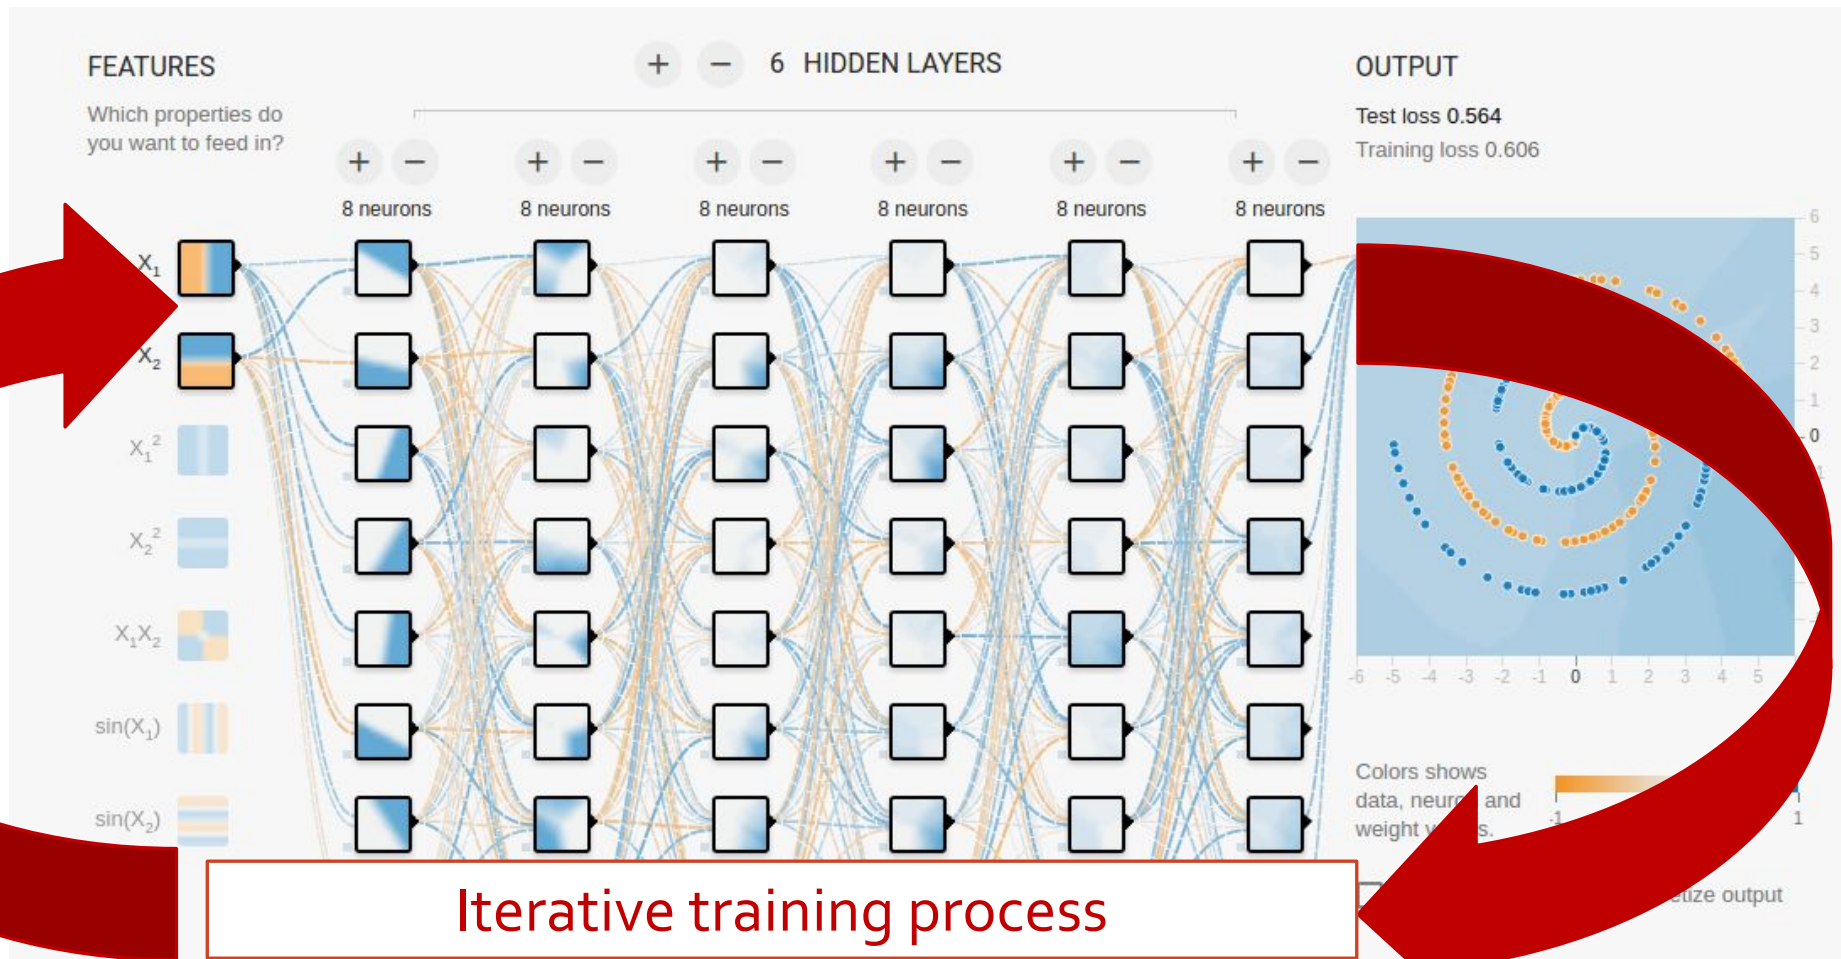 FEATURES
Which properties do
you want to feed in?
+ − 6 HIDDEN LAYERS
+ − + − + − + − + − + −
8 neurons 8 neurons 8 neurons 8 neurons 8 neurons 8 neurons
OUTPUT
Test loss 0.564
Training loss 0.606
X1
X2
X1²
X2²
X1X2
sin(X1)
sin(X2)
6
5
4
3
2
1
0
-6 -5 -4 -3 -2 -1 0 1 2 3 4 5
Colors shows
data, and
weight
-1 1
output
Iterative training process